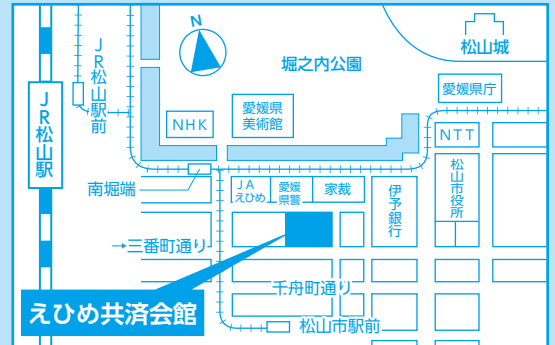 N
松山城
堀之内公園
JR松山駅前
愛媛県庁
JR松山駅
NHK
愛媛県
美術館
NTT
南堀端
JA
えひめ
愛媛
県警
家裁
伊予銀行
松山市役所
→三番町通り
千舟町通り
えひめ共済会館
松山市駅前